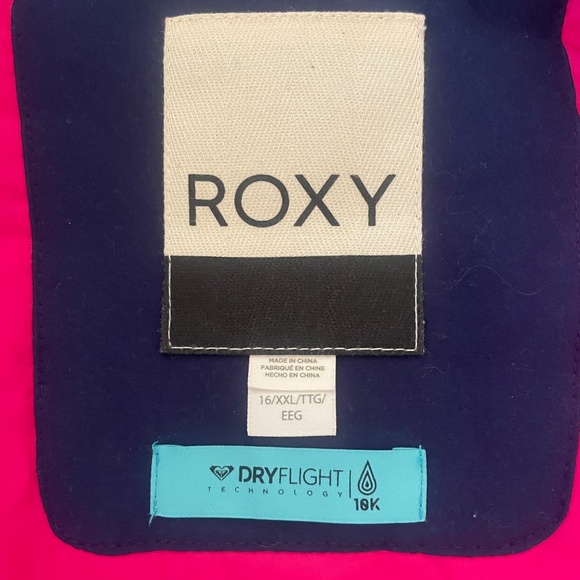 ROXY
MADE IN CHINA
FABRIQUÉ EN CHINE
HECHO EN CHINA
16/XXL/TTG/
EEG
DRYFLIGHT
TECHNOLOGY
10K